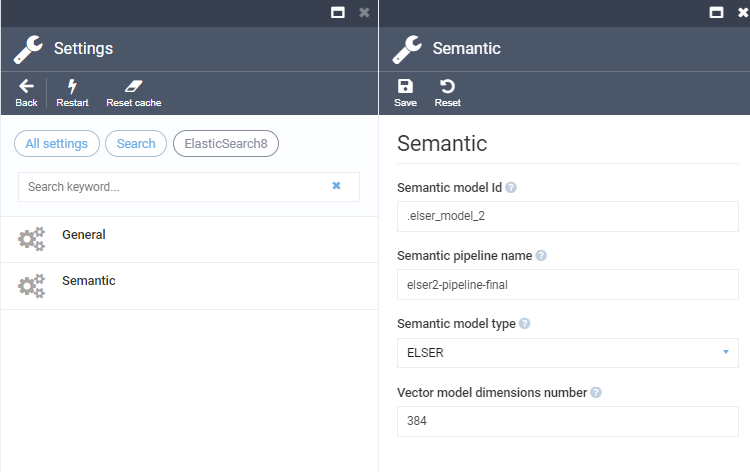 Settings
Back
Restart
Reset cache
All settings
Search
ElasticSearch8
Search keyword...
General
Semantic
Semantic
Save
Reset
Semantic
Semantic model Id
.elser_model_2
Semantic pipeline name
elser2-pipeline-final
Semantic model type
ELSER
Vector model dimensions number
384